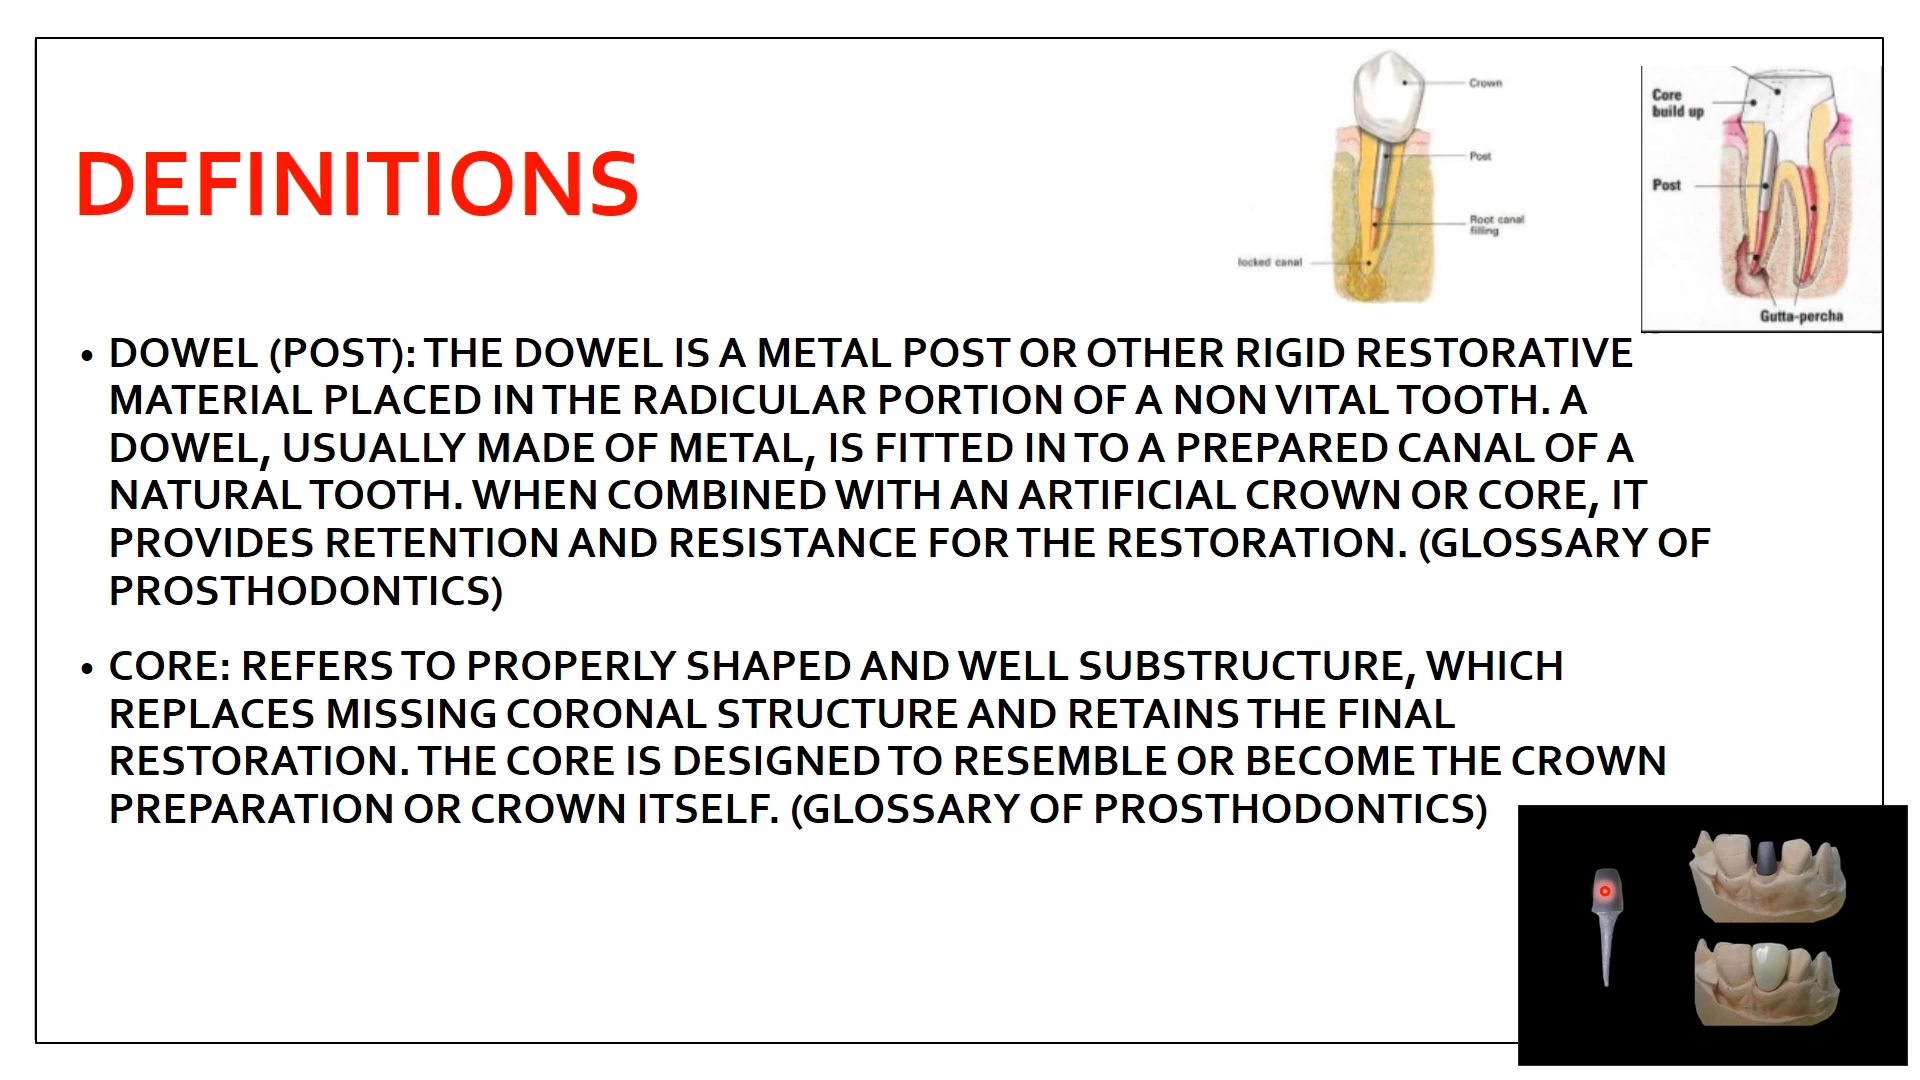 DEFINITIONS
Crown
Post
Root canal
filling
locked canal
Core
build up
Post
Gutta-percha
• DOWEL (POST): THE DOWEL IS A METAL POST OR OTHER RIGID RESTORATIVE
MATERIAL PLACED IN THE RADICULAR PORTION OF A NON VITAL TOOTH. A
DOWEL, USUALLY MADE OF METAL, IS FITTED IN TO A PREPARED CANAL OF A
NATURAL TOOTH. WHEN COMBINED WITH AN ARTIFICIAL CROWN OR CORE, IT
PROVIDES RETENTION AND RESISTANCE FOR THE RESTORATION. (GLOSSARY OF
PROSTHODONTICS)
• CORE: REFERS TO PROPERLY SHAPED AND WELL SUBSTRUCTURE, WHICH
REPLACES MISSING CORONAL STRUCTURE AND RETAINS THE FINAL
RESTORATION. THE CORE IS DESIGNED TO RESEMBLE OR BECOME THE CROWN
PREPARATION OR CROWN ITSELF. (GLOSSARY OF PROSTHODONTICS)